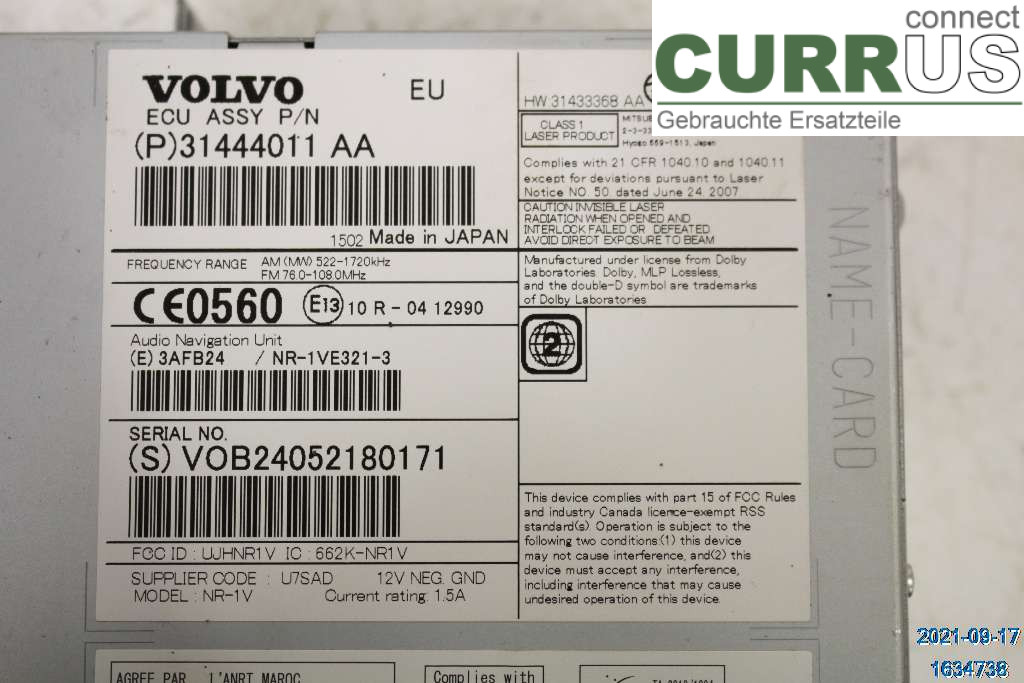 connect
CURRUS
Gebrauchte Ersatzteile
VOLVO
EU
ECU ASSY P/N
(P)31444011 AA
1502 Made in JAPAN
FREQUENCY RANGE AM (MW) 522-1720kHz
FM 76.0-108.0MHz
CE0560 E13 10 R - 04 12990
Audio Navigation Unit
(E) 3AFB24 / NR-1VE321-3
SERIAL NO.
(S) VOB24052180171
FCC ID : UJHNR1V IC : 662K-NR1V
SUPPLIER CODE : U7SAD 12V NEG. GND
MODEL : NR-1V Current rating: 1.5A
HW:31433368 AA
CLASS 1
LASER PRODUCT
Complies with 21 CFR 1040.10 and 1040.11
except for deviations pursuant to Laser
Notice NO. 50, dated June 24, 2007
CAUTION INVISIBLE LASER
RADIATION WHEN OPENED AND
INTERLOCK FAILED OR DEFEATED
AVOID DIRECT EXPOSURE TO BEAM
Manufactured under license from Dolby
Laboratories. Dolby, MLP Lossless,
and the double-D symbol are trademarks
of Dolby Laboratories
2
This device complies with part 15 of FCC Rules
and industry Canada licence-exempt RSS
standard(s). Operation is subject to the
following two conditions:(1) this device
may not cause interference, and(2) this
device must accept any interference,
including interference that may cause
undesired operation of this device.
NAME-CARD
AGREE PAR L'ANRT MAROC
Complies with
2021-09-17
1634738